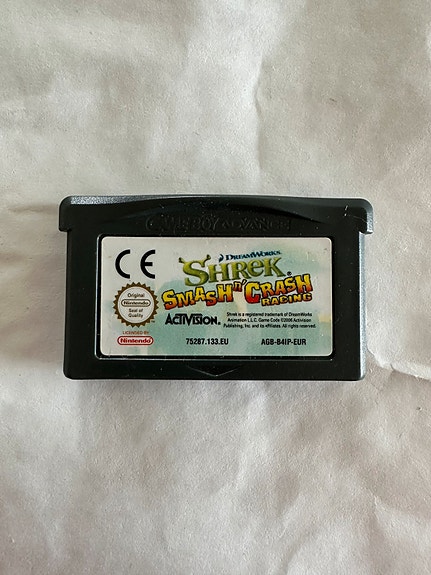 GAME BOY ADVANCE
CE
DREAMWORKS
SHREK®
SMASH N' CRASH
RACING
Original
Nintendo
Seal of
Quality
ACTIVISION.
Shrek is a registered trademark of DreamWorks
Animation L.L.C. Game Code ©2006 Activision
Publishing, Inc. and its affiliates. All rights reserved.
LICENSED BY
Nintendo
75287.133.EU
AGB-B4IP-EUR